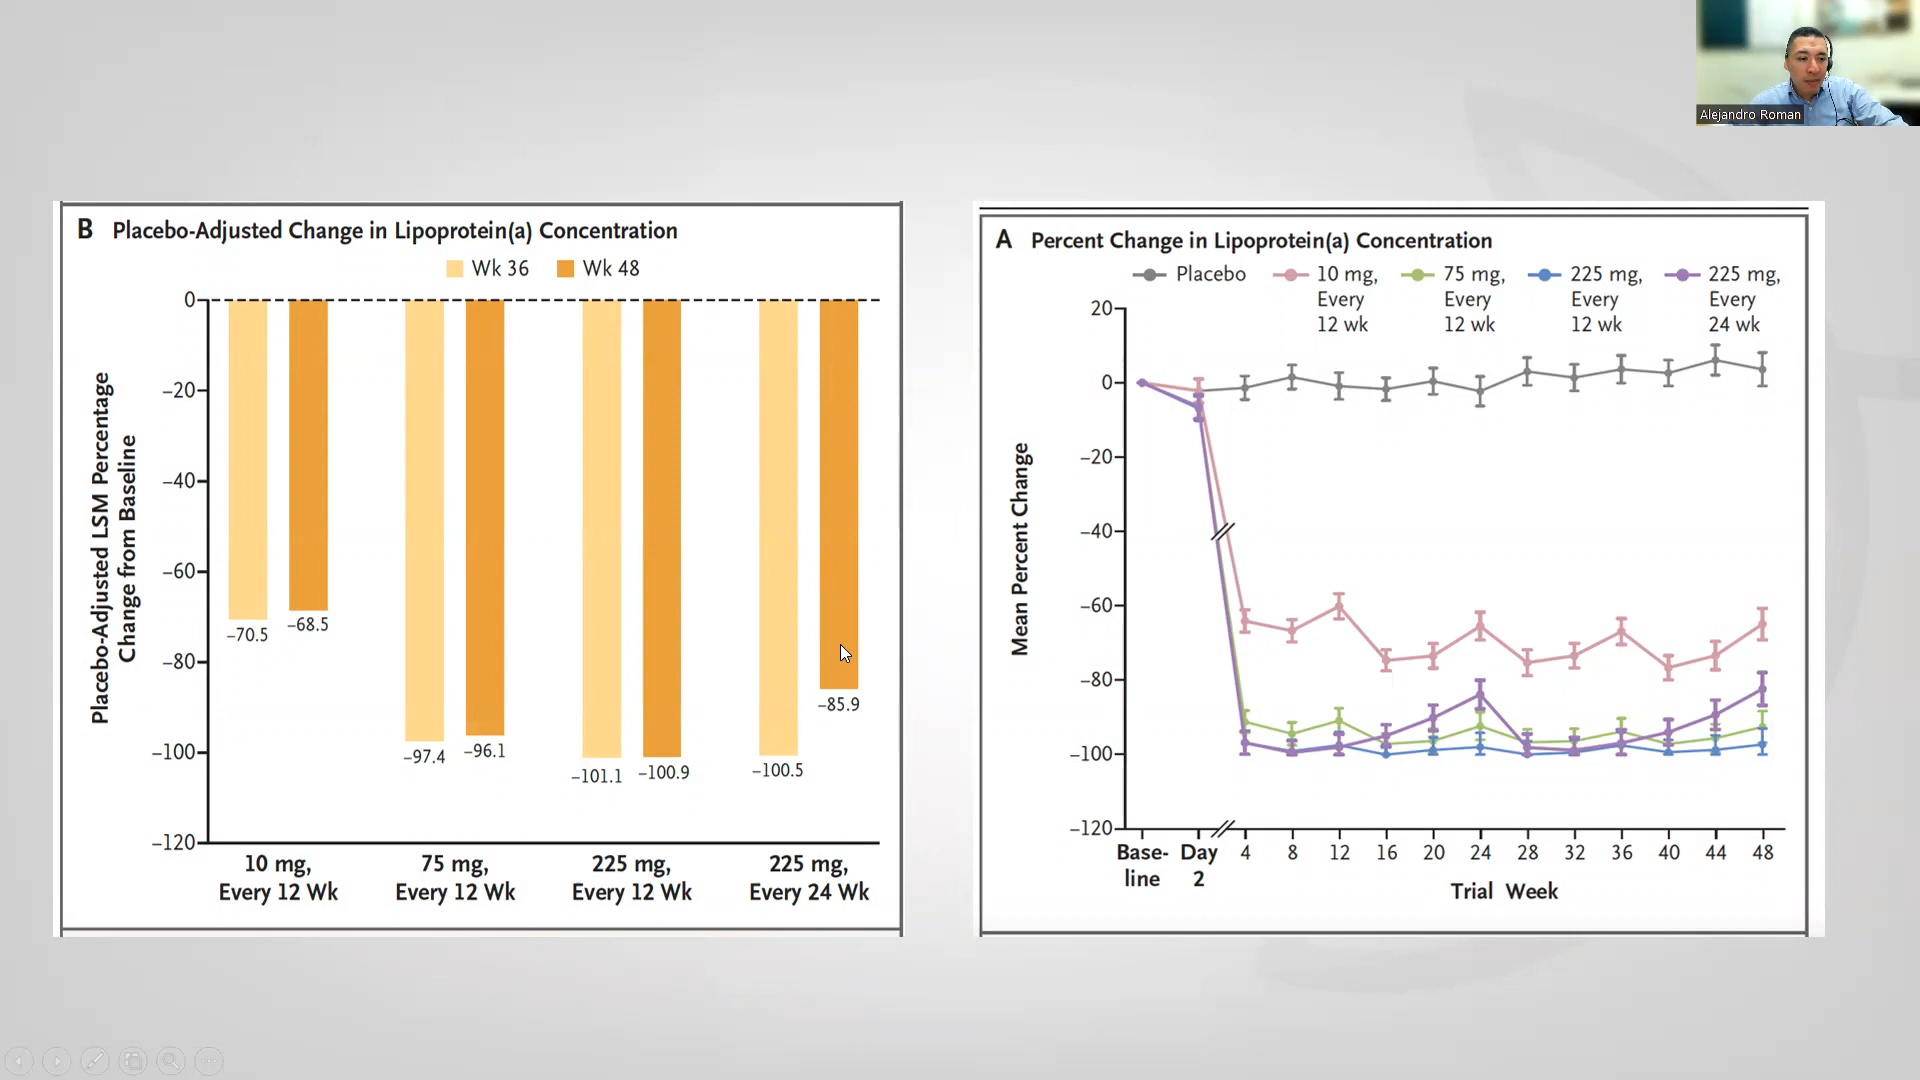 Alejandro Roman
B Placebo-Adjusted Change in Lipoprotein(a) Concentration
Wk 36 Wk 48
Placebo-Adjusted LSM Percentage
Change from Baseline
0
–20
–40
–60
–80
–100
–120
–70.5
–68.5
–97.4
–96.1
–101.1
–100.9
–100.5
–85.9
10 mg,
Every 12 Wk
75 mg,
Every 12 Wk
225 mg,
Every 12 Wk
225 mg,
Every 24 Wk
A Percent Change in Lipoprotein(a) Concentration
Placebo
10 mg,
Every
12 wk
75 mg,
Every
12 wk
225 mg,
Every
12 wk
225 mg,
Every
24 wk
Mean Percent Change
20
0
–20
–40
–60
–80
–100
–120
Base-
line
Day
2
4 8 12 16 20 24 28 32 36 40 44 48
Trial Week